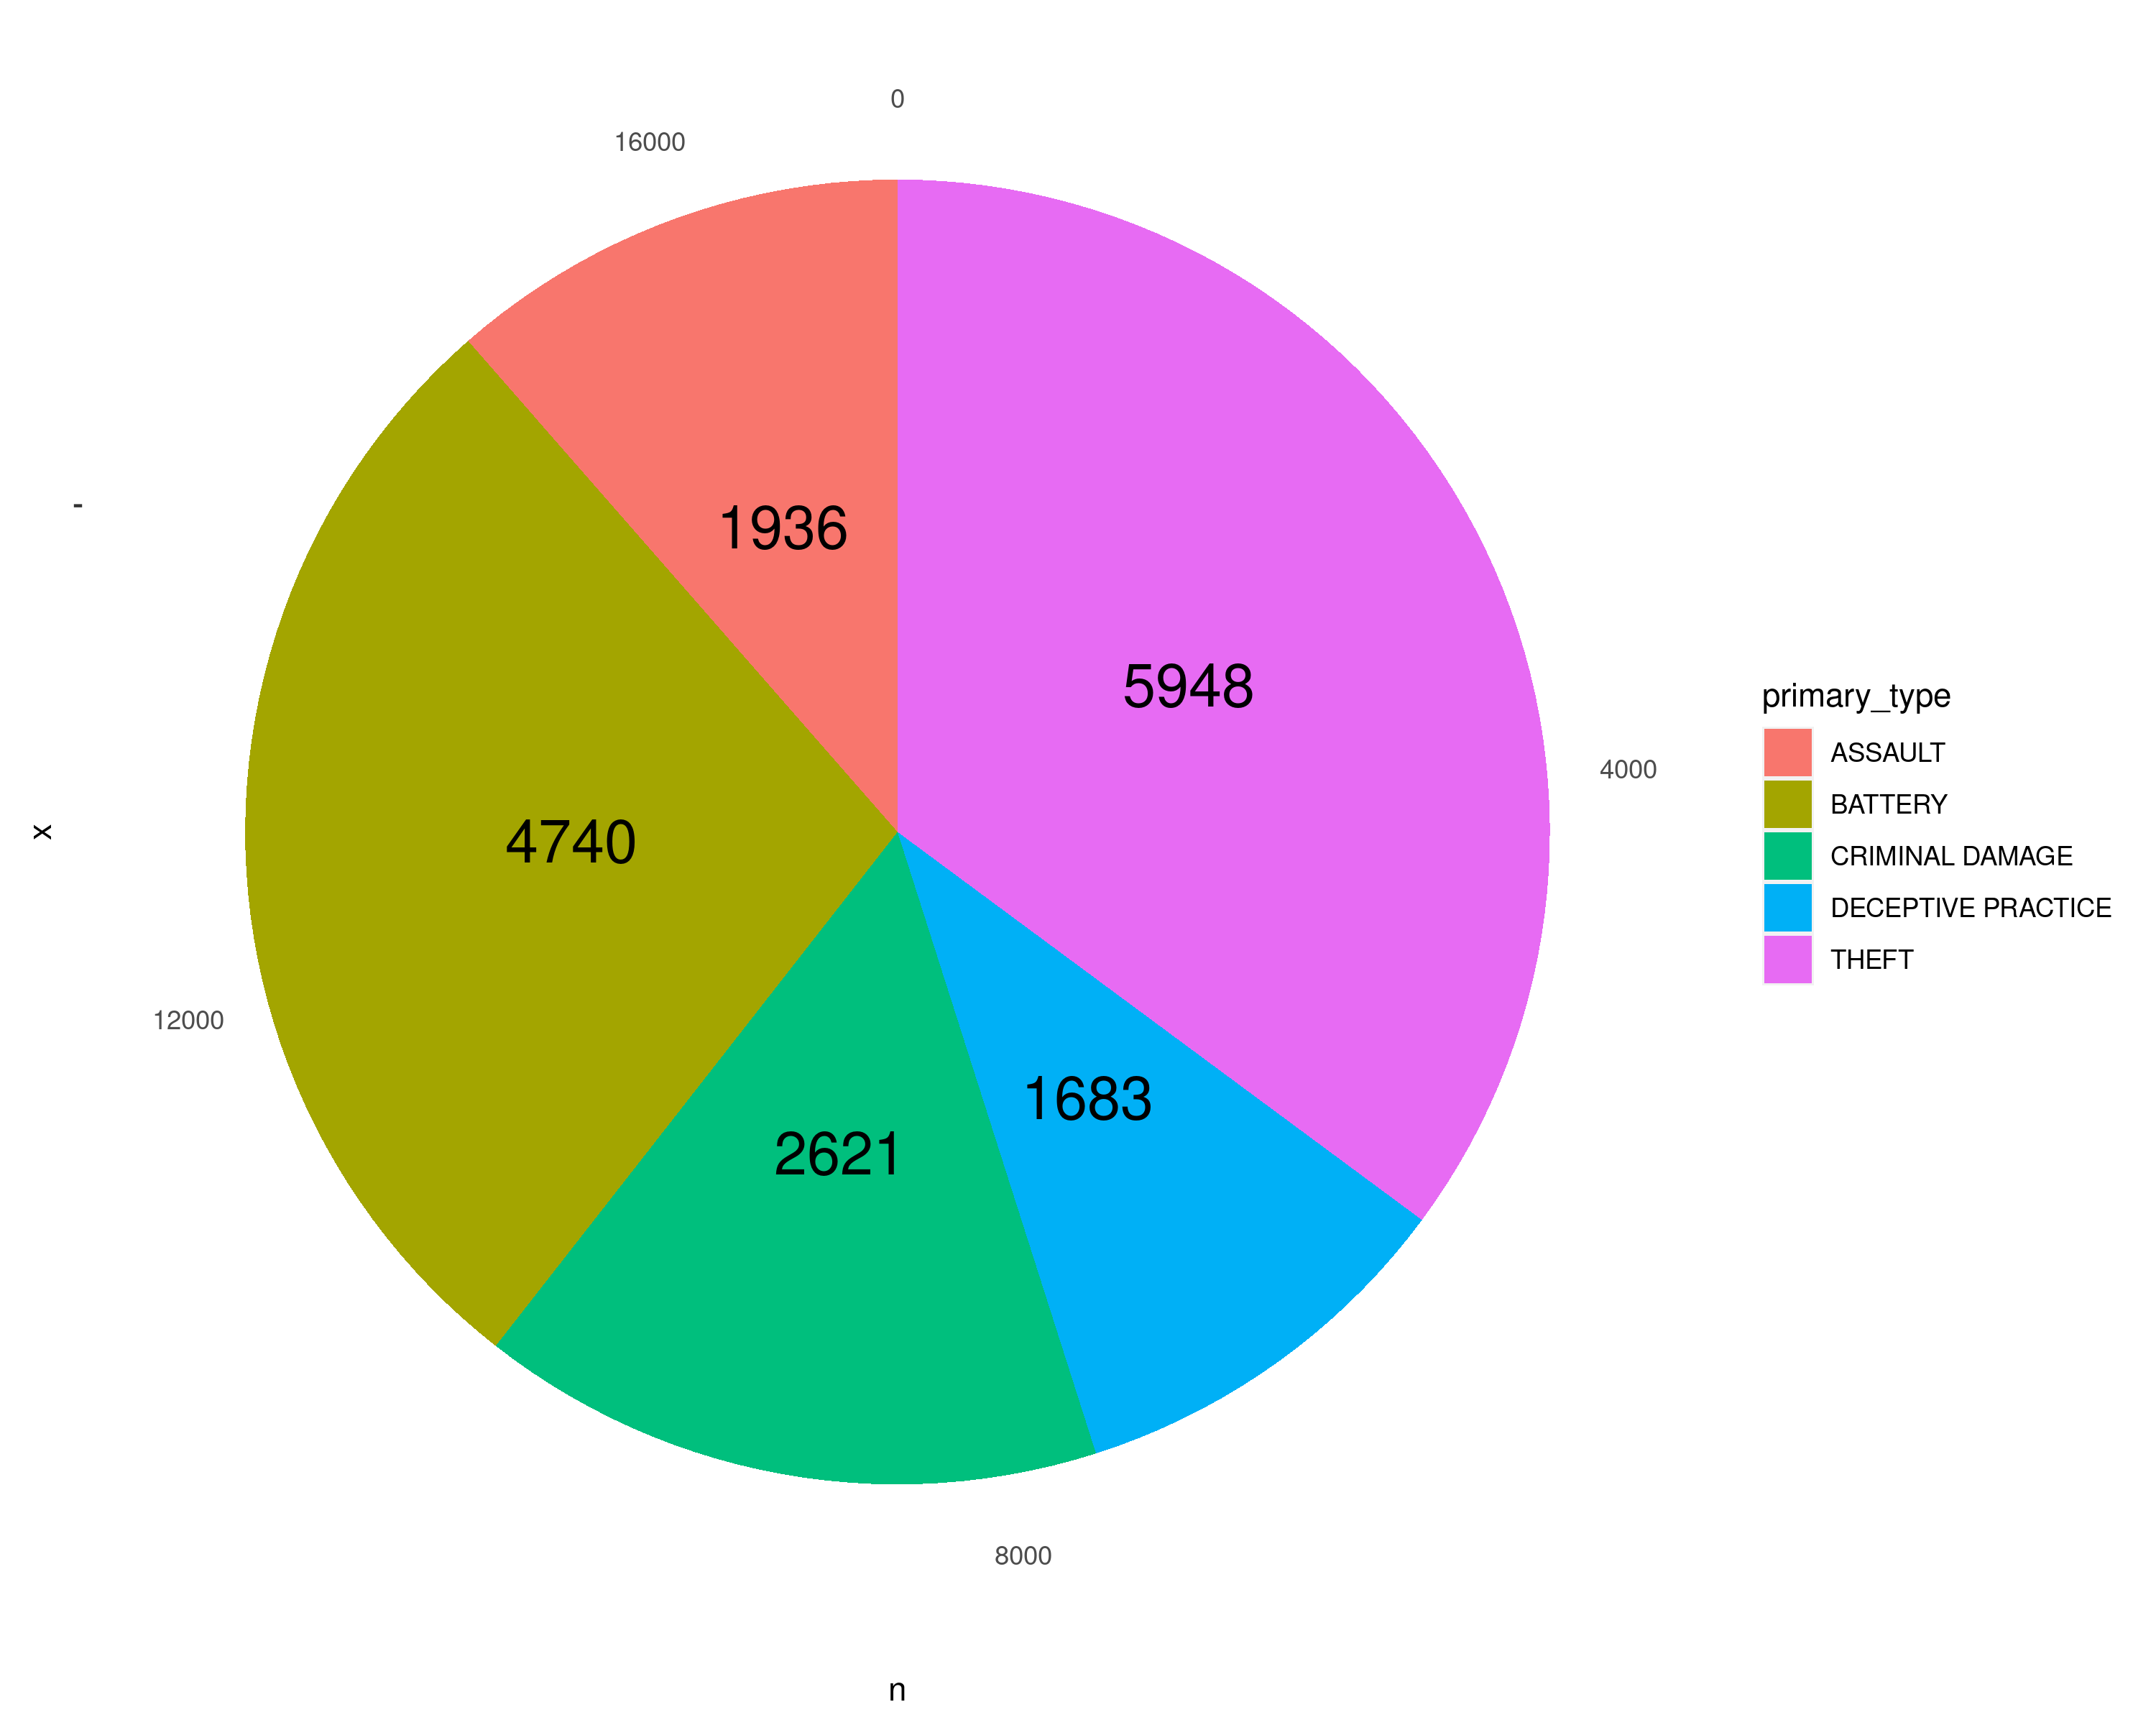 0
16000
1936
5948
primary_type
4000
ASSAULT
BATTERY
x
4740
CRIMINAL DAMAGE
DECEPTIVE PRACTICE
THEFT
12000
1683
2621
8000
n